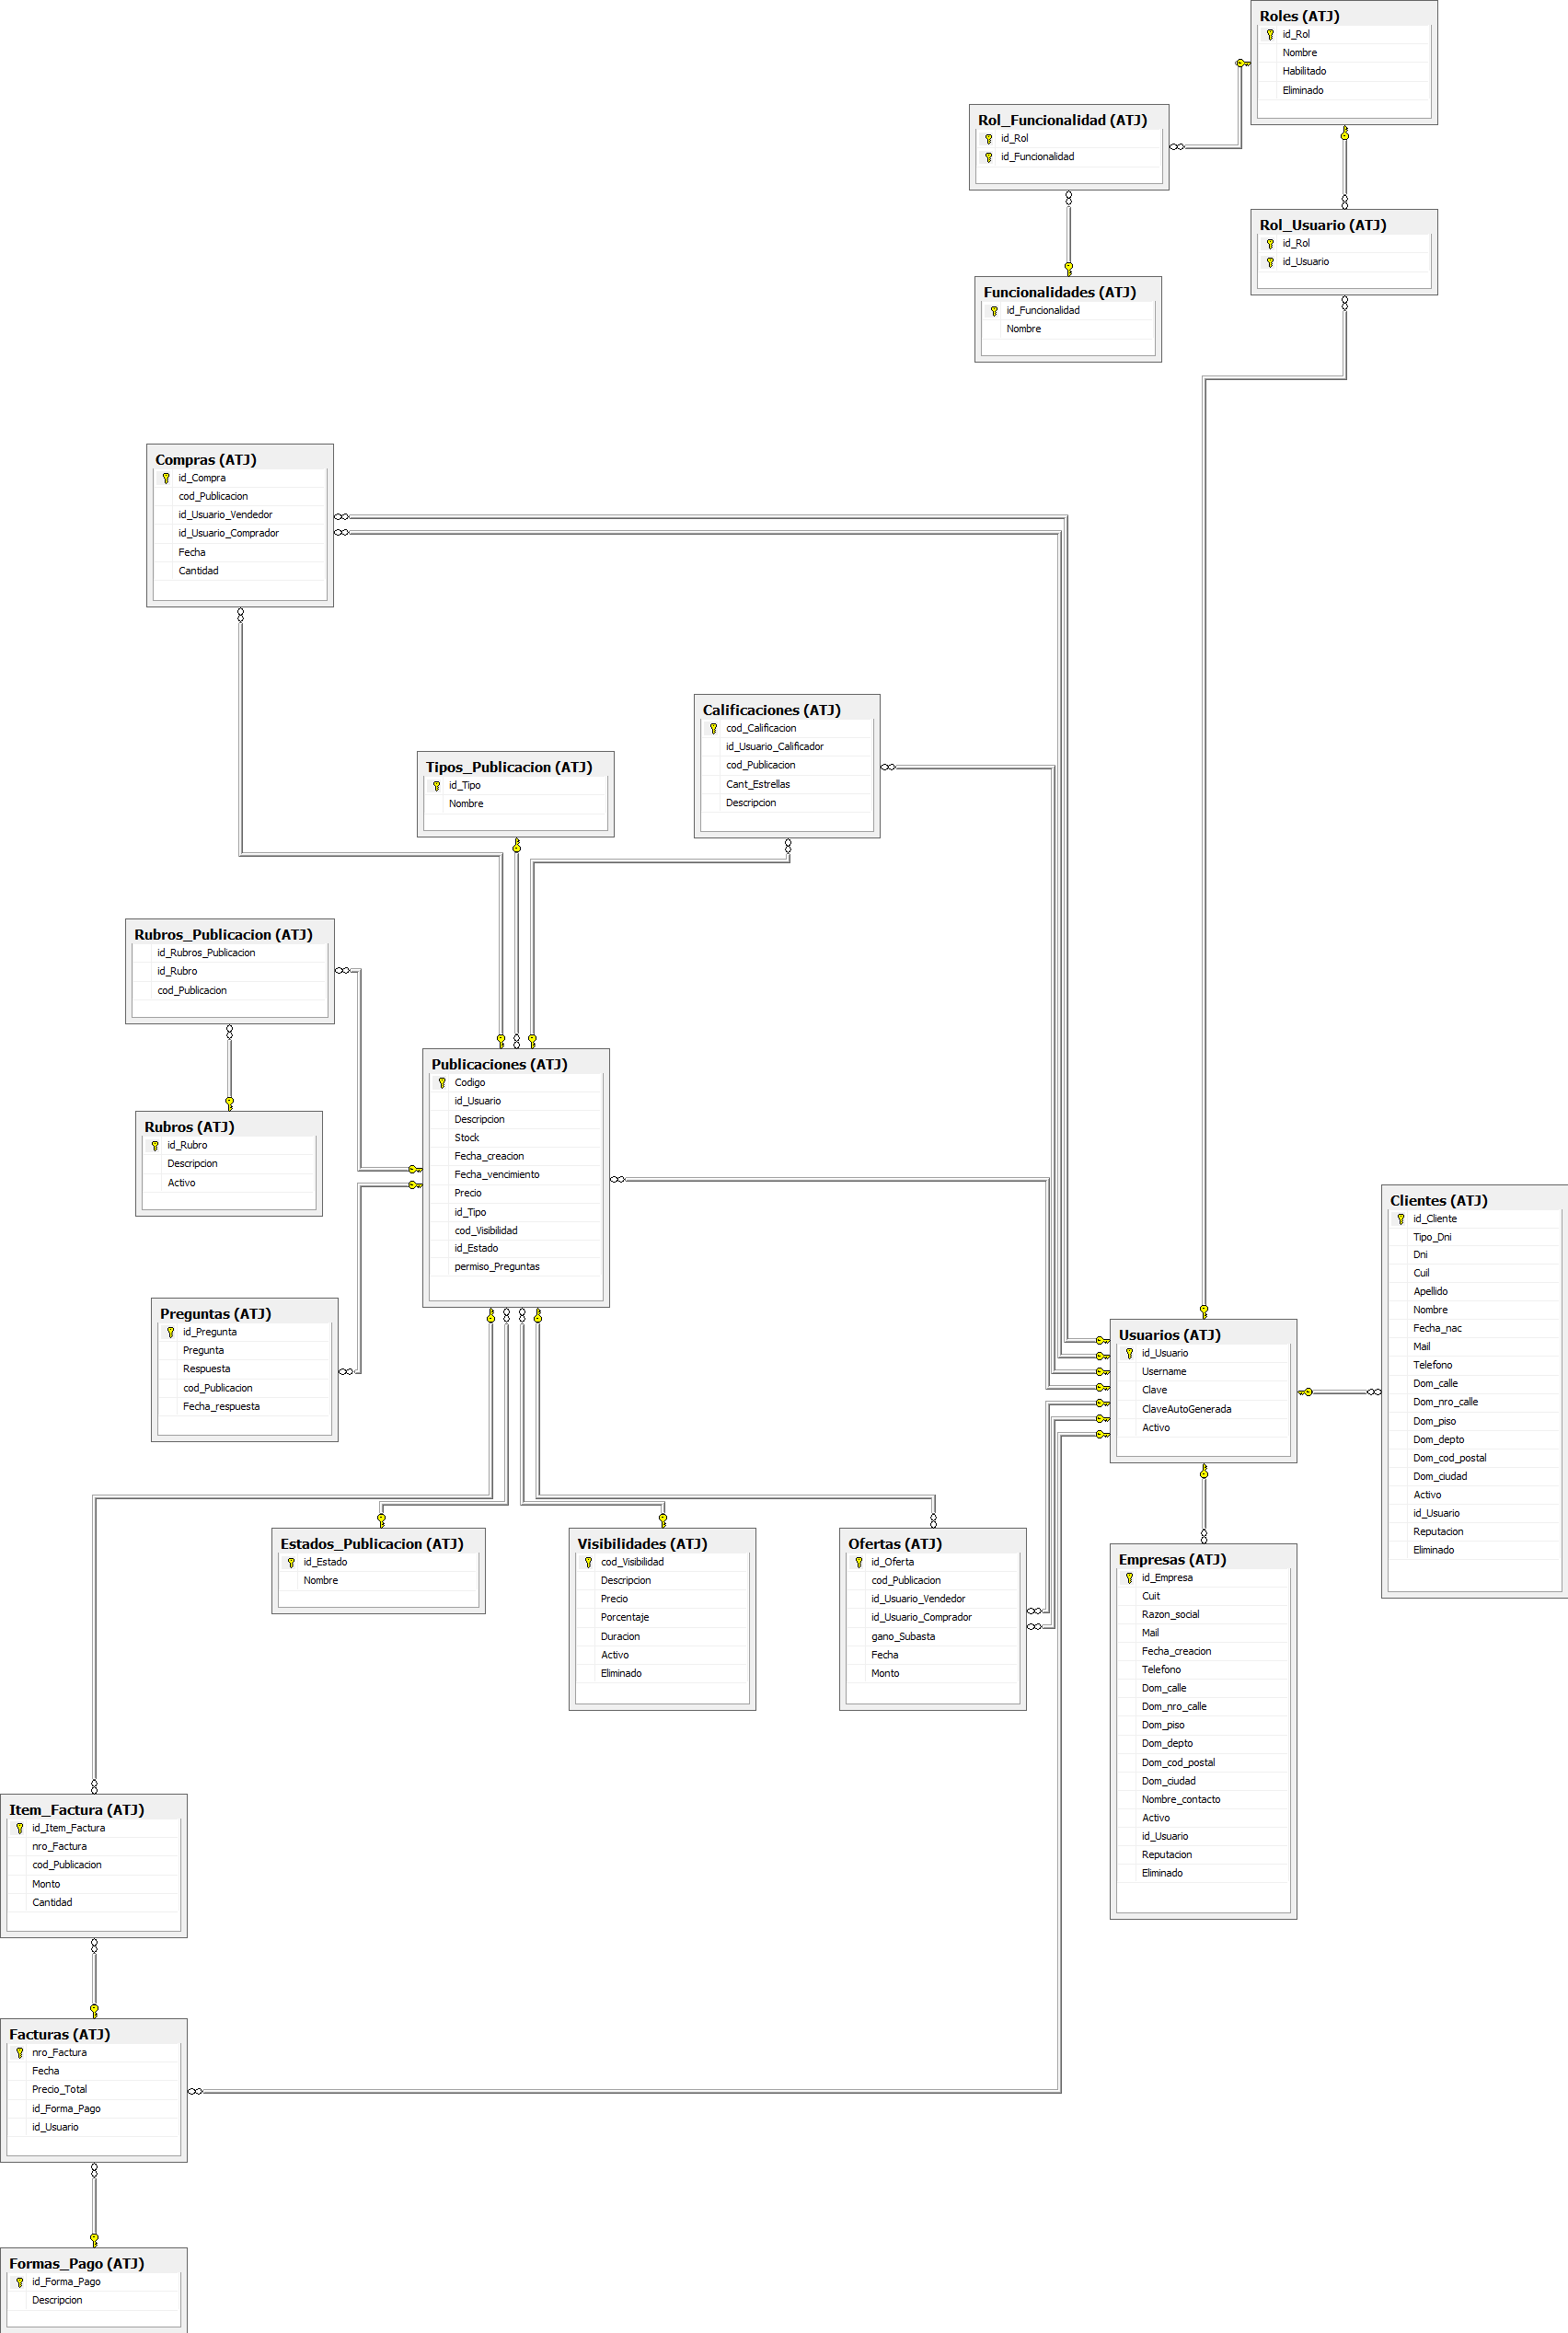 Roles (ATJ)
id_Rol
Nombre
Habilitado
Eliminado
Rol_Funcionalidad (ATJ)
id_Rol
id_Funcionalidad
Rol_Usuario (ATJ)
id_Rol
id_Usuario
Funcionalidades (ATJ)
id_Funcionalidad
Nombre
Compras (ATJ)
id_Compra
cod_Publicacion
id_Usuario_Vendedor
id_Usuario_Comprador
Fecha
Cantidad
Calificaciones (ATJ)
cod_Calificacion
id_Usuario_Calificador
cod_Publicacion
Cant_Estrellas
Descripcion
Tipos_Publicacion (ATJ)
id_Tipo
Nombre
Rubros_Publicacion (ATJ)
id_Rubros_Publicacion
id_Rubro
cod_Publicacion
Publicaciones (ATJ)
Codigo
id_Usuario
Descripcion
Stock
Fecha_creacion
Fecha_vencimiento
Precio
id_Tipo
cod_Visibilidad
id_Estado
permiso_Preguntas
Rubros (ATJ)
id_Rubro
Descripcion
Activo
Clientes (ATJ)
id_Cliente
Tipo_Dni
Dni
Cuil
Apellido
Nombre
Fecha_nac
Mail
Telefono
Dom_calle
Dom_nro_calle
Dom_piso
Dom_depto
Dom_cod_postal
Dom_ciudad
Activo
id_Usuario
Reputacion
Eliminado
Preguntas (ATJ)
id_Pregunta
Pregunta
Respuesta
cod_Publicacion
Fecha_respuesta
Usuarios (ATJ)
id_Usuario
Username
Clave
ClaveAutoGenerada
Activo
Estados_Publicacion (ATJ)
id_Estado
Nombre
Visibilidades (ATJ)
cod_Visibilidad
Descripcion
Precio
Porcentaje
Duracion
Activo
Eliminado
Ofertas (ATJ)
id_Oferta
cod_Publicacion
id_Usuario_Vendedor
id_Usuario_Comprador
gano_Subasta
Fecha
Monto
Empresas (ATJ)
id_Empresa
Cuit
Razon_social
Mail
Fecha_creacion
Telefono
Dom_calle
Dom_nro_calle
Dom_piso
Dom_depto
Dom_cod_postal
Dom_ciudad
Nombre_contacto
Activo
id_Usuario
Reputacion
Eliminado
Item_Factura (ATJ)
id_Item_Factura
nro_Factura
cod_Publicacion
Monto
Cantidad
Facturas (ATJ)
nro_Factura
Fecha
Precio_Total
id_Forma_Pago
id_Usuario
Formas_Pago (ATJ)
id_Forma_Pago
Descripcion